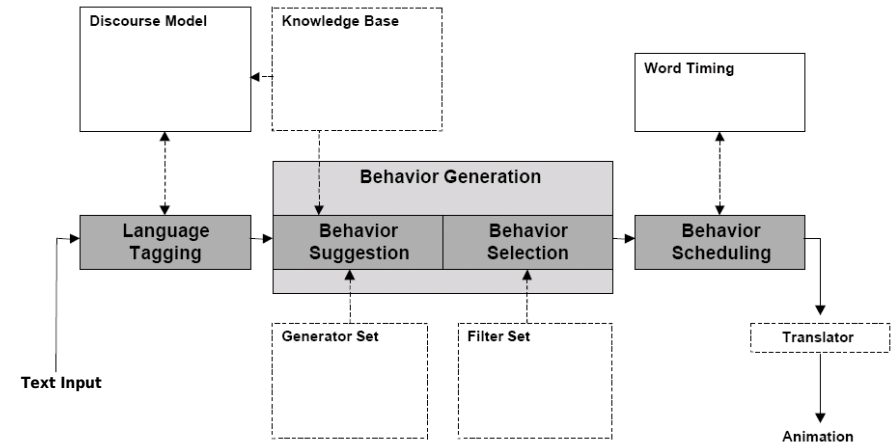 Discourse Model
Knowledge Base
Word Timing
Behavior Generation
Language
Tagging
Behavior
Suggestion
Behavior
Selection
Behavior
Scheduling
Generator Set
Filter Set
Translator
Text Input
Animation